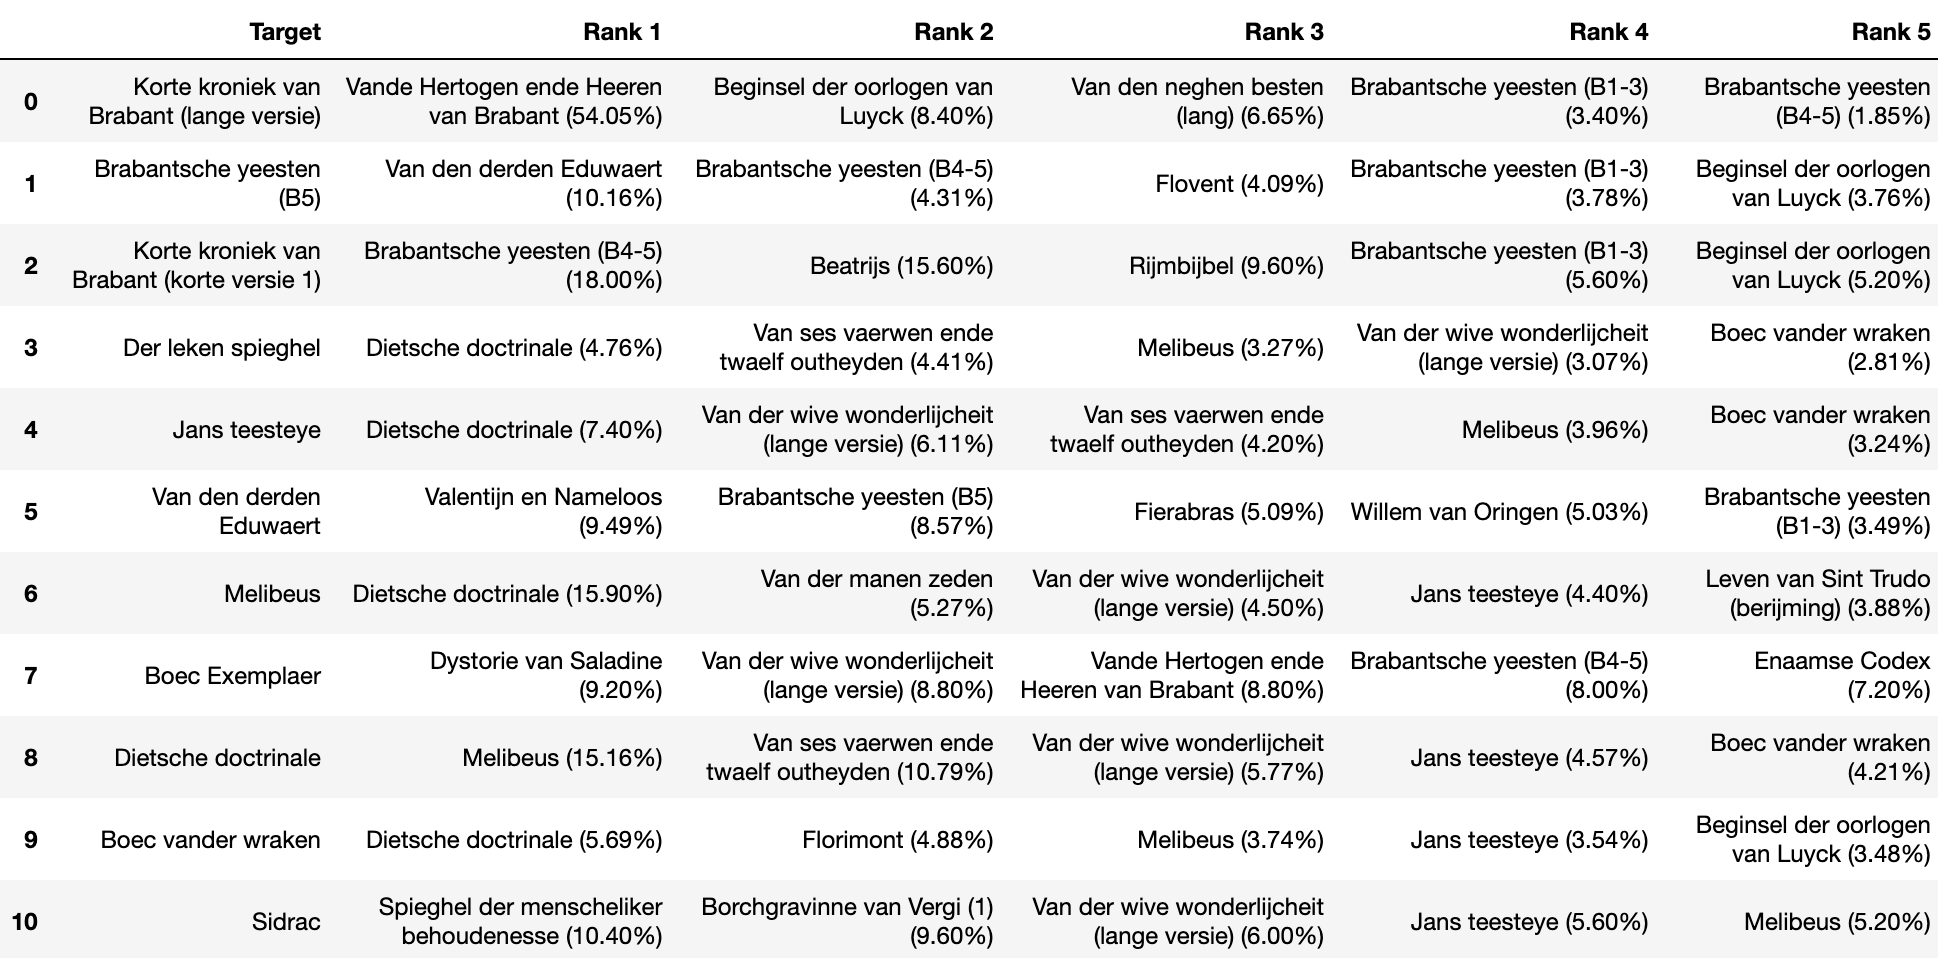 Target Rank 1 Rank 2 Rank 3 Rank 4 Rank 5
0 Korte kroniek van Brabant (lange versie) Vande Hertogen ende Heeren van Brabant (54.05%) Beginsel der oorlogen van Luyck (8.40%) Van den neghen besten (lang) (6.65%) Brabantsche yeesten (B1-3) (3.40%) Brabantsche yeesten (B4-5) (1.85%)
1 Brabantsche yeesten (B5) Van den derden Eduwaert (10.16%) Brabantsche yeesten (B4-5) (4.31%) Flovent (4.09%) Brabantsche yeesten (B1-3) (3.78%) Beginsel der oorlogen van Luyck (3.76%)
2 Korte kroniek van Brabant (korte versie 1) Brabantsche yeesten (B4-5) (18.00%) Beatrijs (15.60%) Rijmbijbel (9.60%) Brabantsche yeesten (B1-3) (5.60%) Beginsel der oorlogen van Luyck (5.20%)
3 Der leken spieghel Dietsche doctrinale (4.76%) Van ses vaerwen ende twaelf outheyden (4.41%) Melibeus (3.27%) Van der wive wonderlijcheit (lange versie) (3.07%) Boec vander wraken (2.81%)
4 Jans teesteye Dietsche doctrinale (7.40%) Van der wive wonderlijcheit (lange versie) (6.11%) Van ses vaerwen ende twaelf outheyden (4.20%) Melibeus (3.96%) Boec vander wraken (3.24%)
5 Van den derden Eduwaert Valentijn en Nameloos (9.49%) Brabantsche yeesten (B5) (8.57%) Fierabras (5.09%) Willem van Oringen (5.03%) Brabantsche yeesten (B1-3) (3.49%)
6 Melibeus Dietsche doctrinale (15.90%) Van der manen zeden (5.27%) Van der wive wonderlijcheit (lange versie) (4.50%) Jans teesteye (4.40%) Leven van Sint Trudo (berijming) (3.88%)
7 Boec Exemplaer Dystorie van Saladine (9.20%) Van der wive wonderlijcheit (lange versie) (8.80%) Vande Hertogen ende Heeren van Brabant (8.80%) Brabantsche yeesten (B4-5) (8.00%) Enaamse Codex (7.20%)
8 Dietsche doctrinale Melibeus (15.16%) Van ses vaerwen ende twaelf outheyden (10.79%) Van der wive wonderlijcheit (lange versie) (5.77%) Jans teesteye (4.57%) Boec vander wraken (4.21%)
9 Boec vander wraken Dietsche doctrinale (5.69%) Florimont (4.88%) Melibeus (3.74%) Jans teesteye (3.54%) Beginsel der oorlogen van Luyck (3.48%)
10 Sidrac Spieghel der menscheliker behoudenesse (10.40%) Borchgravinne van Vergi (1) (9.60%) Van der wive wonderlijcheit (lange versie) (6.00%) Jans teesteye (5.60%) Melibeus (5.20%)